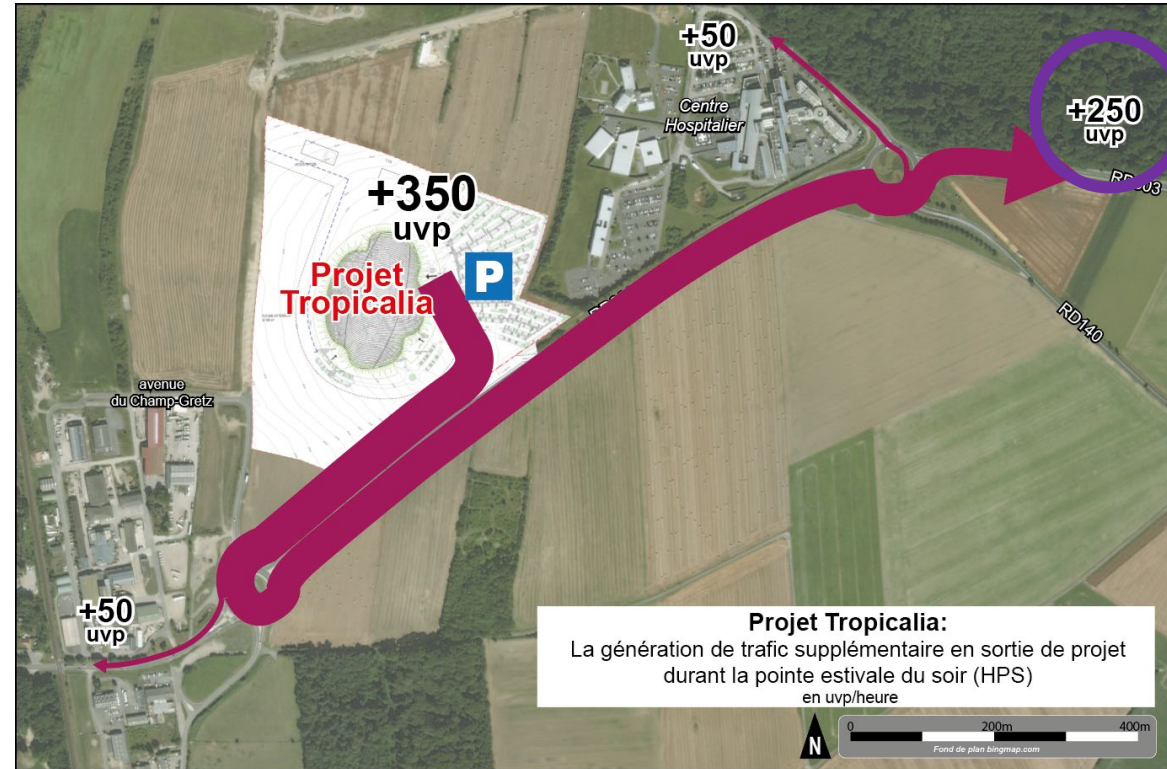 +50
uvp
Centre
Hospitalier
+250
uvp
+350
uvp
Projet
Tropicalia
P
RD140
avenue
du Champ-Gretz
+50
uvp
Projet Tropicalia:
La génération de trafic supplémentaire en sortie de projet
durant la pointe estivale du soir (HPS)
en uvp/heure
N
0
200m
400m
Fond de plan bingmap.com